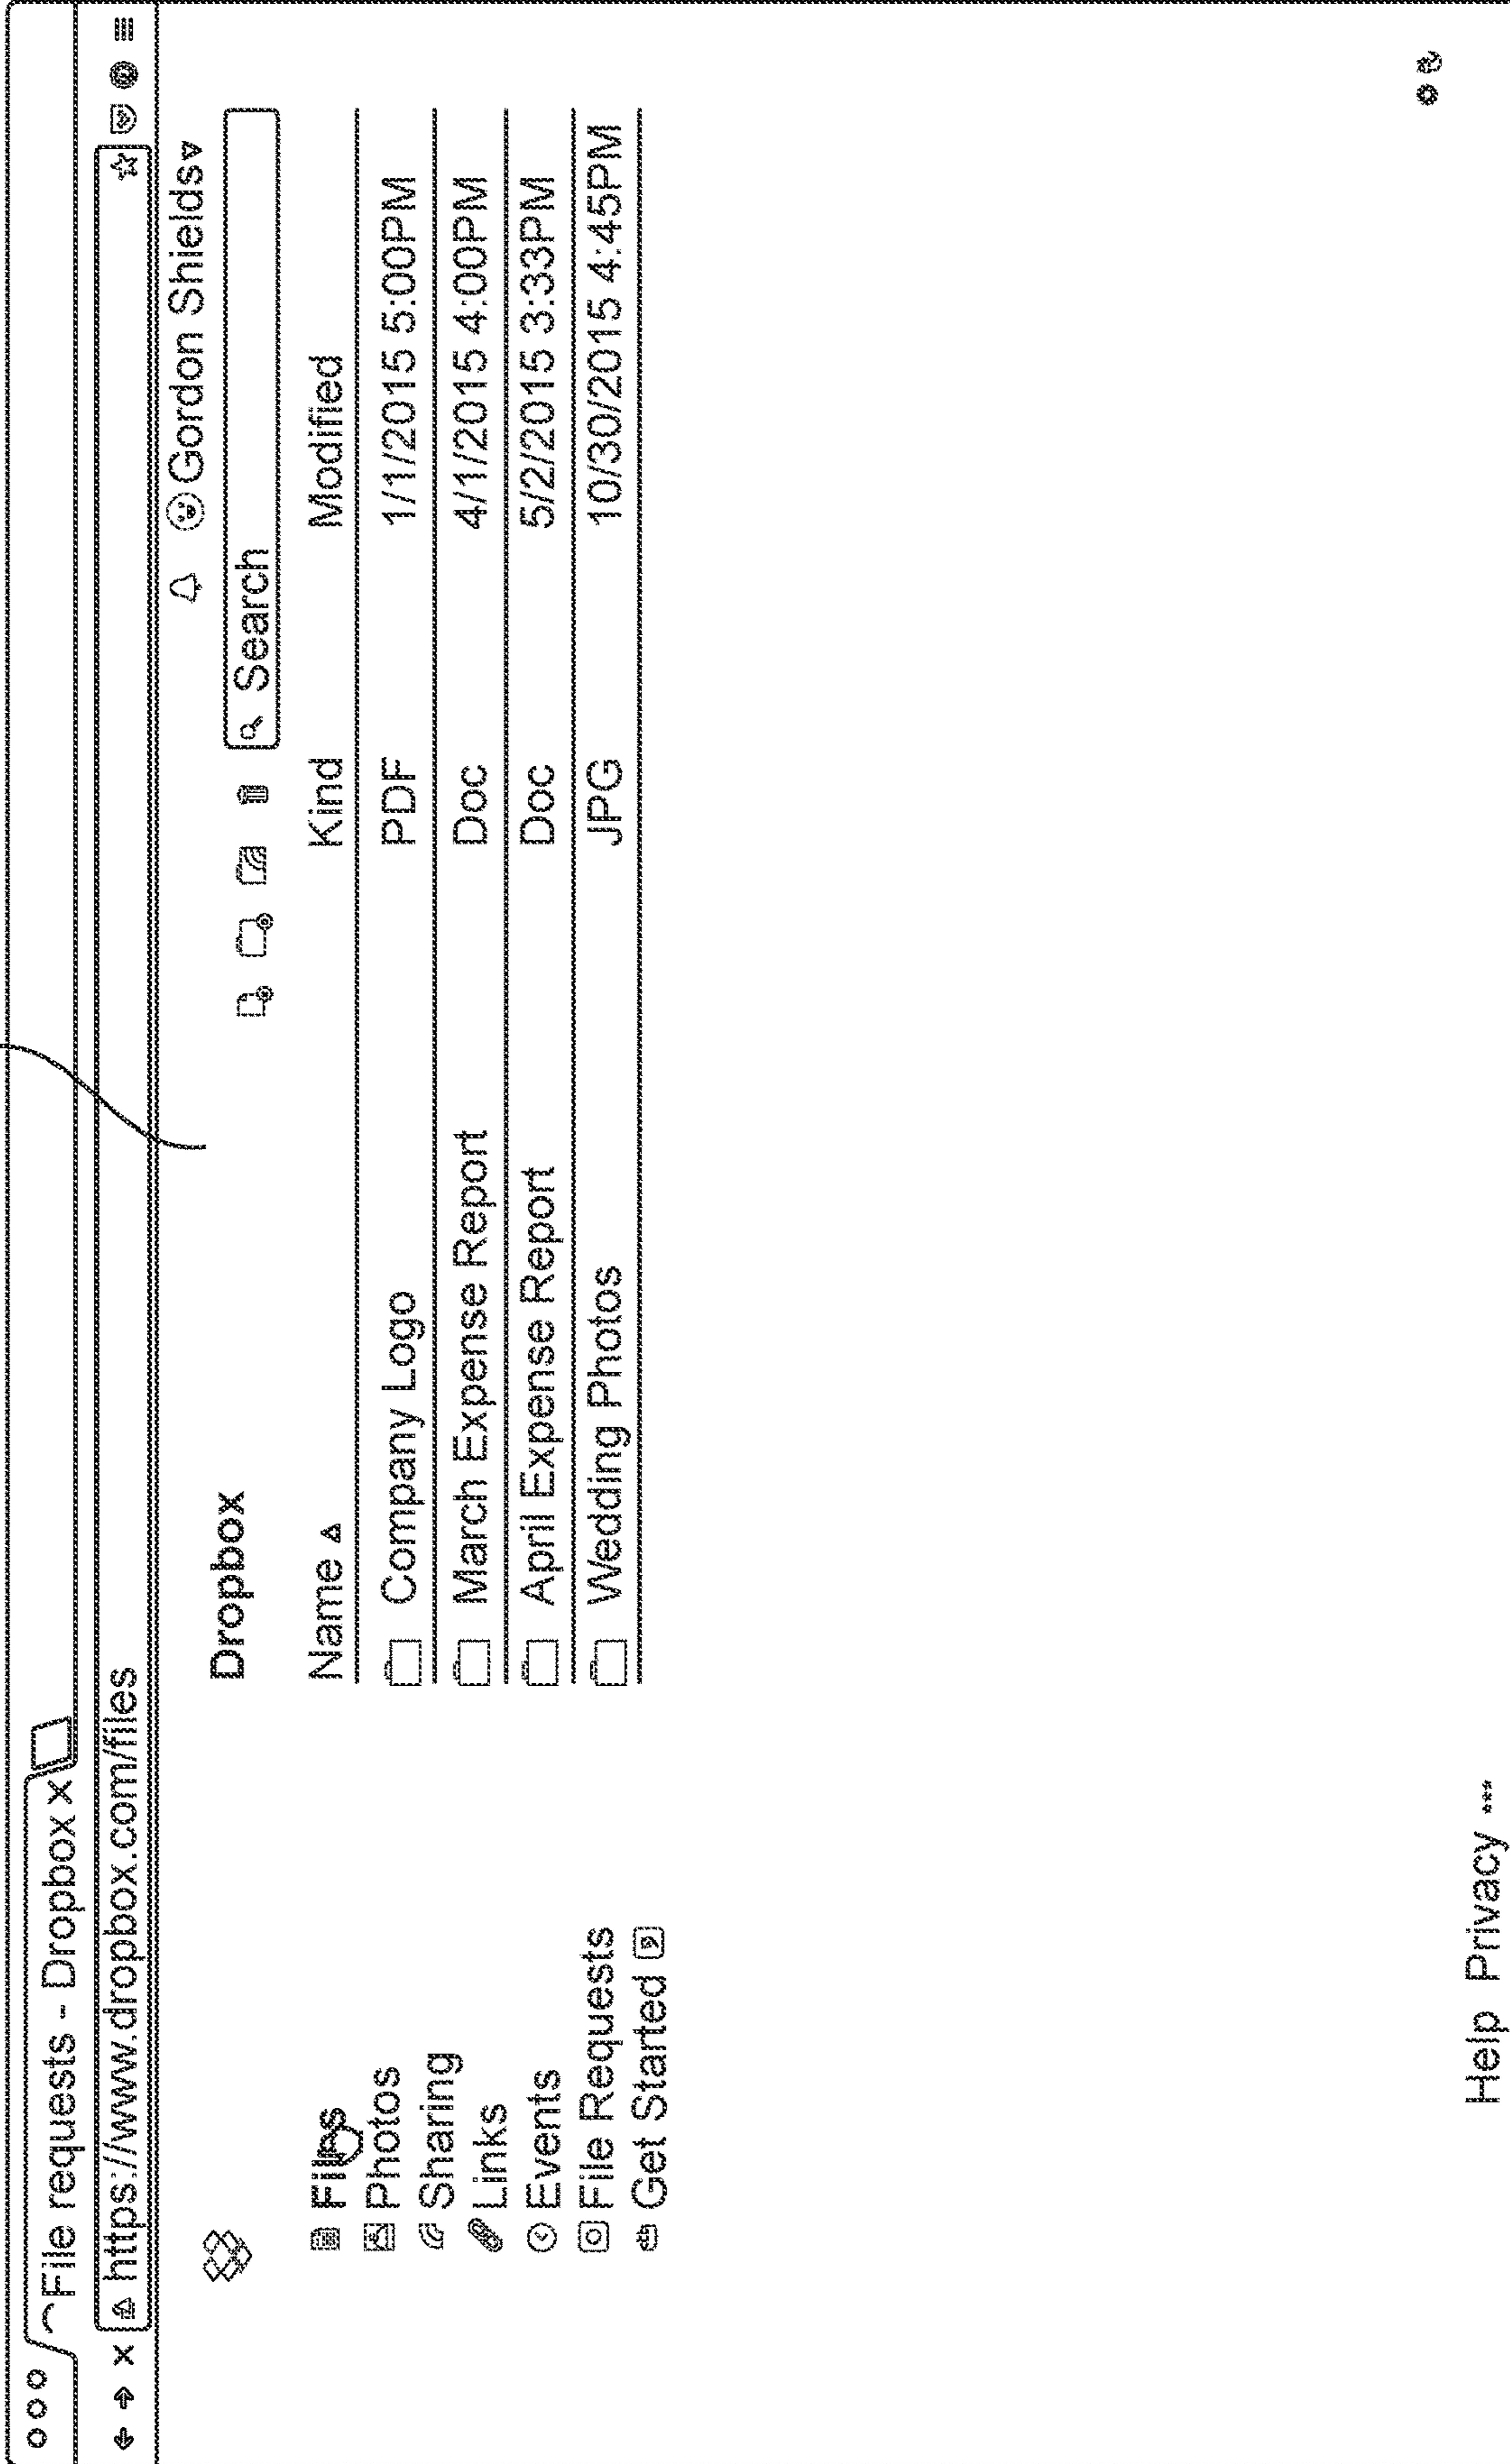 File requests - Dropbox x
https://www.dropbox.com/files
Gordon Shields
Dropbox
Search
Name Kind Modified
Company Logo PDF 1/1/2015 5:00PM
March Expense Report Doc 4/1/2015 4:00PM
April Expense Report Doc 5/2/2015 3:33PM
Wedding Photos JPG 10/30/2015 4:45PM
Files
Photos
Sharing
Links
Events
File Requests
Get Started
Help Privacy